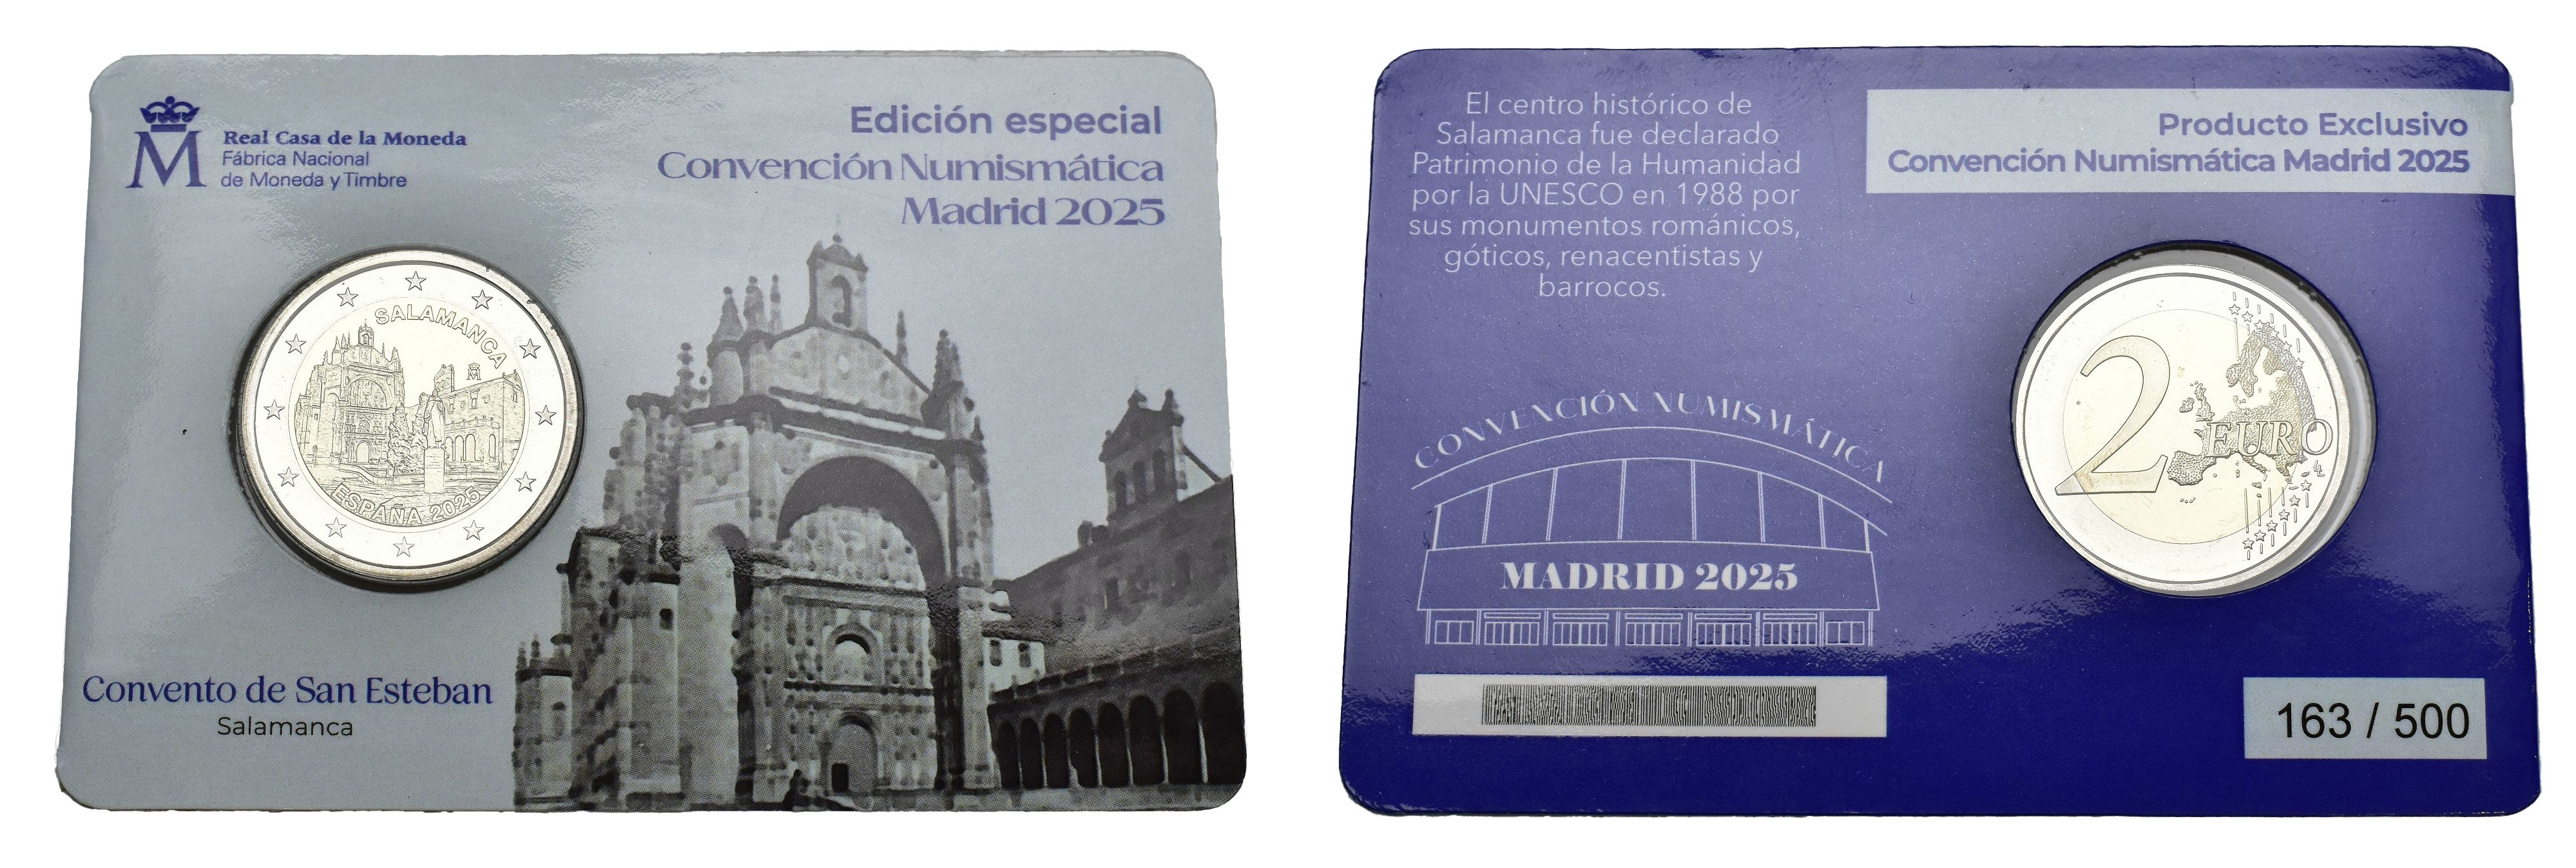 M
Real Casa de la Moneda
Fábrica Nacional
de Moneda y Timbre
Edición especial
Convención Numismática
Madrid 2025
SALAMANCA
M
ESPAÑA 2025
Convento de San Esteban
Salamanca
El centro histórico de
Salamanca fue declarado
Patrimonio de la Humanidad
por la UNESCO en 1988 por
sus monumentos románicos,
góticos, renacentistas y
barrocos.
Producto Exclusivo
Convención Numismática Madrid 2025
2 EURO
CONVENCIÓN NUMISMÁTICA
MADRID 2025
163 / 500